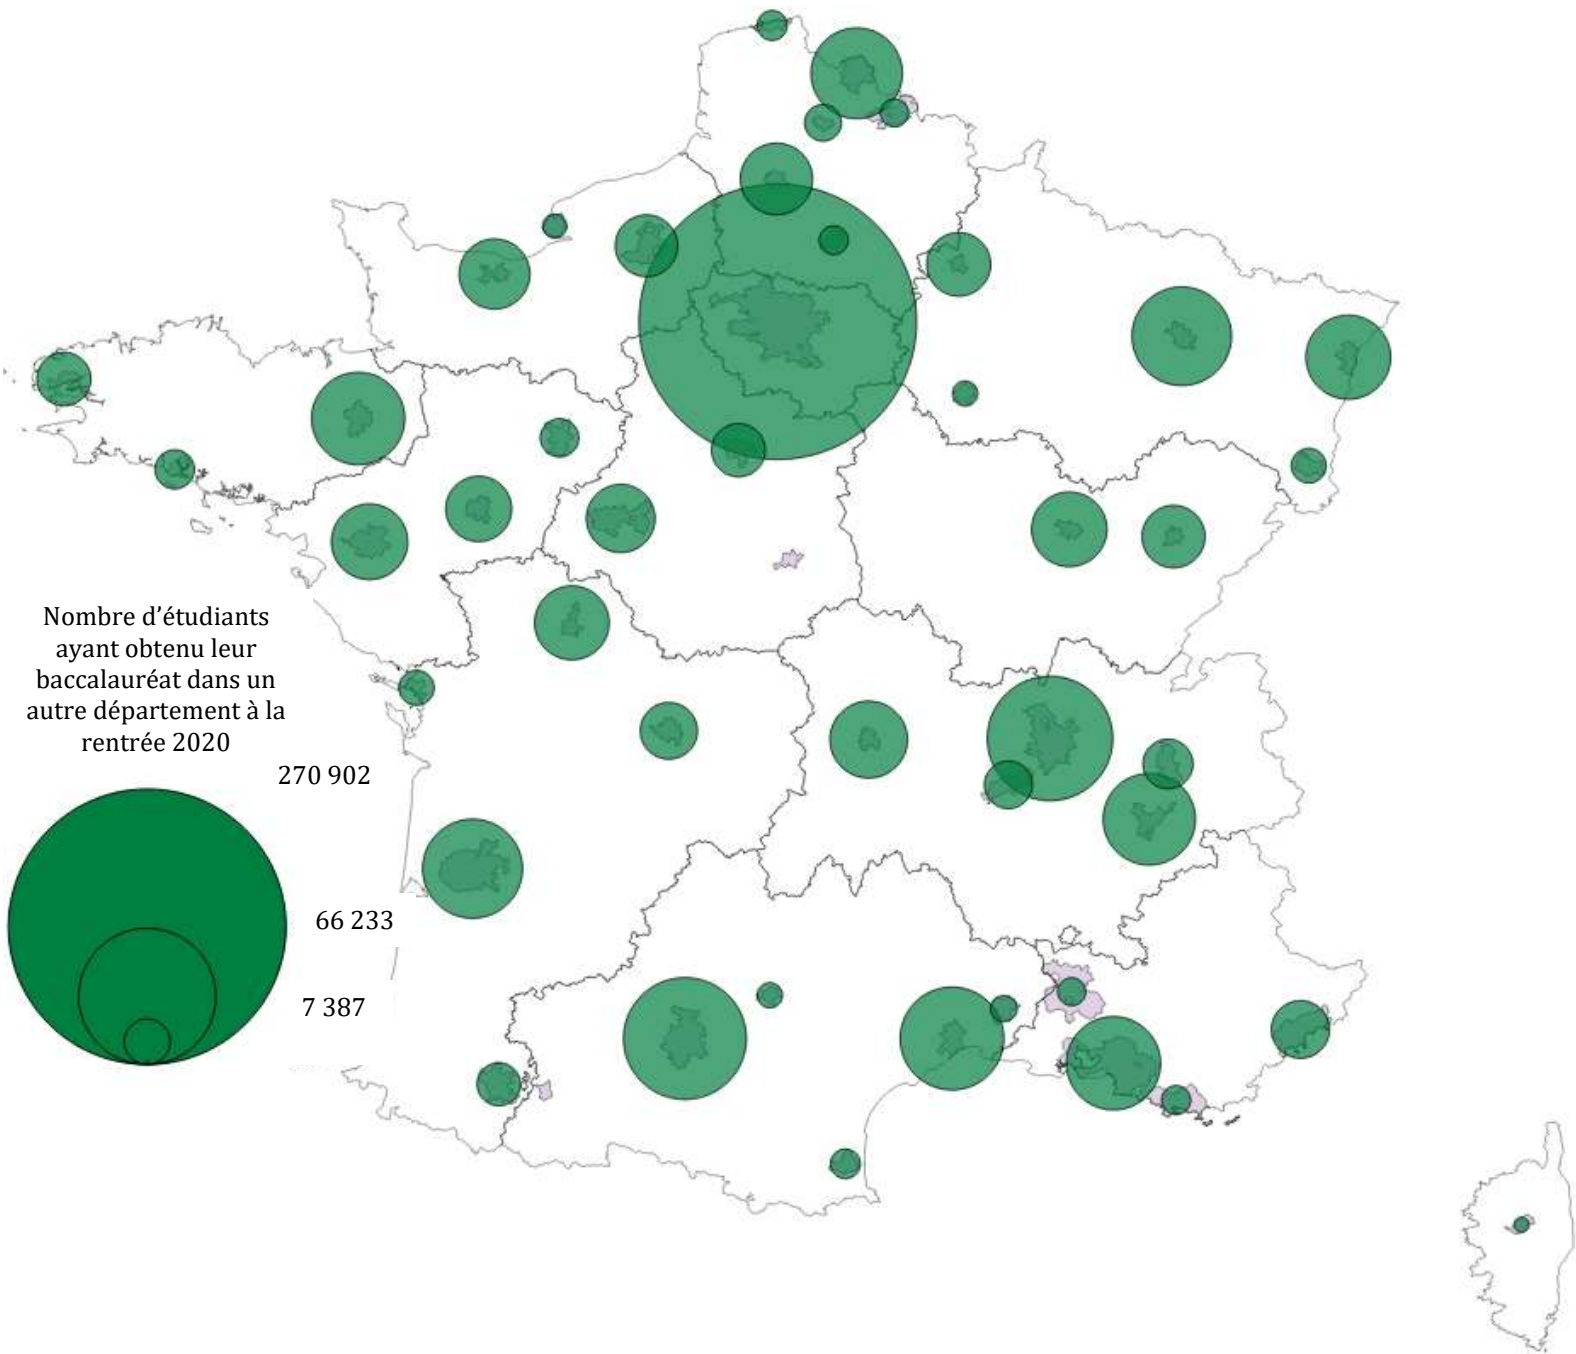 Nombre d’étudiants
ayant obtenu leur
baccalauréat dans un
autre département à la
rentrée 2020
270 902
66 233
7 387